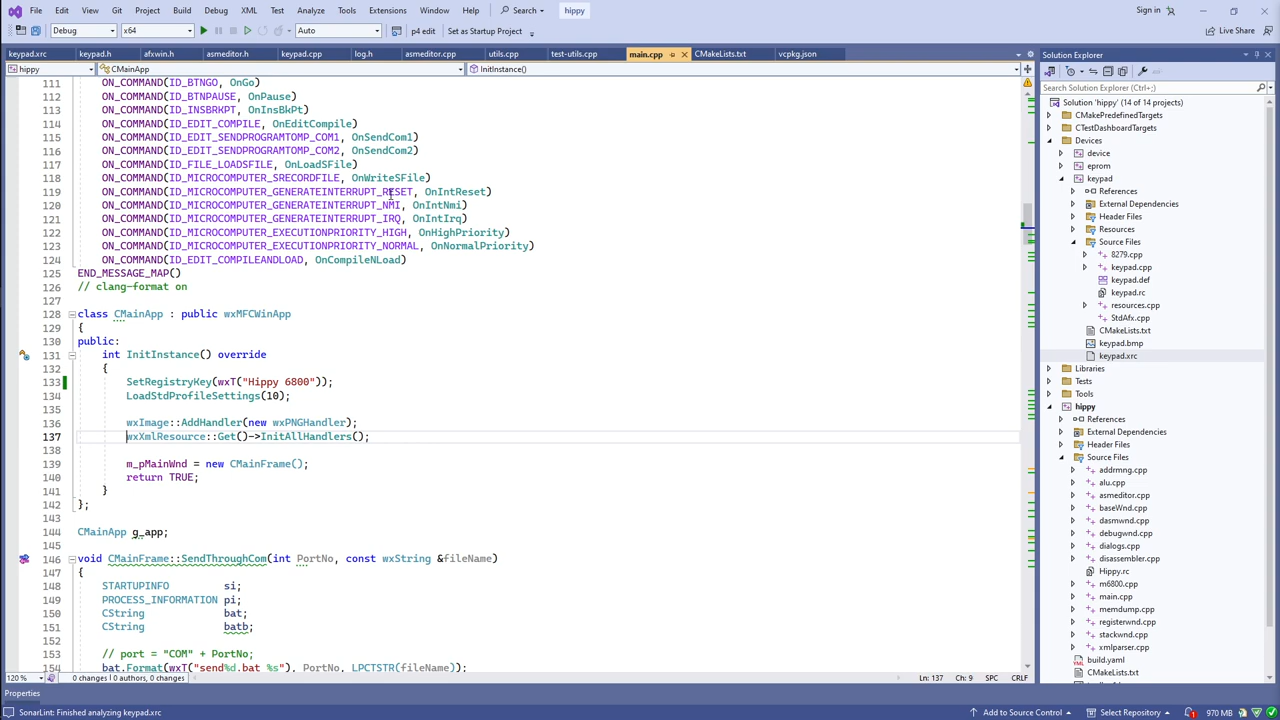 File Edit View Git Project Build Debug XML Test Analyze Tools Extensions Window Help Search hippy Sign in
Debug x64 Auto p4 edit Set as Startup Project Live Share
keypad.xrc keypad.h afxwin.h asmeditor.h keypad.cpp log.h asmeditor.cpp utils.cpp test-utils.cpp main.cpp CMakeLists.txt vcpkg.json
hippy CMainApp InitInstance()
111 ON_COMMAND(ID_BTNGO, OnGo)
112 ON_COMMAND(ID_BTNPAUSE, OnPause)
113 ON_COMMAND(ID_INSBRKPT, OnInsBkPt)
114 ON_COMMAND(ID_EDIT_COMPILE, OnEditCompile)
115 ON_COMMAND(ID_EDIT_SENDPROGRAMTOMP_COM1, OnSendCom1)
116 ON_COMMAND(ID_EDIT_SENDPROGRAMTOMP_COM2, OnSendCom2)
117 ON_COMMAND(ID_FILE_LOADSFILE, OnLoadSFile)
118 ON_COMMAND(ID_MICROCOMPUTER_SRECORDFILE, OnWriteSFile)
119 ON_COMMAND(ID_MICROCOMPUTER_GENERATEINTERRUPT_RESET, OnIntReset)
120 ON_COMMAND(ID_MICROCOMPUTER_GENERATEINTERRUPT_NMI, OnIntNmi)
121 ON_COMMAND(ID_MICROCOMPUTER_GENERATEINTERRUPT_IRQ, OnIntIrq)
122 ON_COMMAND(ID_MICROCOMPUTER_EXECUTIONPRIORITY_HIGH, OnHighPriority)
123 ON_COMMAND(ID_MICROCOMPUTER_EXECUTIONPRIORITY_NORMAL, OnNormalPriority)
124 ON_COMMAND(ID_EDIT_COMPILEANDLOAD, OnCompileNLoad)
125 END_MESSAGE_MAP()
126 // clang-format on
127
128 class CMainApp : public wxMFCWinApp
129 {
130 public:
131 int InitInstance() override
132 {
133 SetRegistryKey(wxT("Hippy 6800"));
134 LoadStdProfileSettings(10);
135
136 wxImage::AddHandler(new wxPNGHandler);
137 wxXmlResource::Get()->InitAllHandlers();
138
139 m_pMainWnd = new CMainFrame();
140 return TRUE;
141 }
142 };
143
144 CMainApp g_app;
145
146 void CMainFrame::SendThroughCom(int PortNo, const wxString &fileName)
147 {
148 STARTUPINFO si;
149 PROCESS_INFORMATION pi;
150 CString bat;
151 CString batb;
152
153 // port = "COM" + PortNo;
154 bat.Format(wxT("send%d.bat %s"), PortNo, LPCTSTR(fileName));
120 % 0 changes | 0 authors, 0 changes Ln: 137 Ch: 9 SPC CRLF
Solution Explorer
Search Solution Explorer (Ctrl+;)
Solution 'hippy' (14 of 14 projects)
CMakePredefinedTargets
CTestDashboardTargets
Devices
device
eprom
keypad
References
External Dependencies
Header Files
Resources
Source Files
8279.cpp
keypad.cpp
keypad.def
keypad.rc
resources.cpp
StdAfx.cpp
CMakeLists.txt
keypad.bmp
keypad.xrc
Libraries
Tests
Tools
hippy
References
External Dependencies
Header Files
Source Files
addrmng.cpp
alu.cpp
asmeditor.cpp
baseWnd.cpp
dasmwnd.cpp
debugwnd.cpp
dialogs.cpp
disassembler.cpp
Hippy.rc
m6800.cpp
main.cpp
memdump.cpp
registerwnd.cpp
stackwnd.cpp
xmlparser.cpp
build.yaml
CMakeLists.txt
Properties
SonarLint: Finished analyzing keypad.xrc Add to Source Control Select Repository 1 970 MB